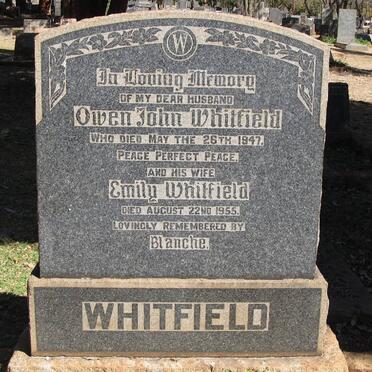 W
In Loving Memory
OF MY DEAR HUSBAND
Owen John Whitfield
WHO DIED MAY THE 26TH 1947.
PEACE PERFECT PEACE.
AND HIS WIFE
Emily Whitfield
DIED AUGUST 22ND 1955.
LOVINGLY REMEMBERED BY
Blanche.
WHITFIELD